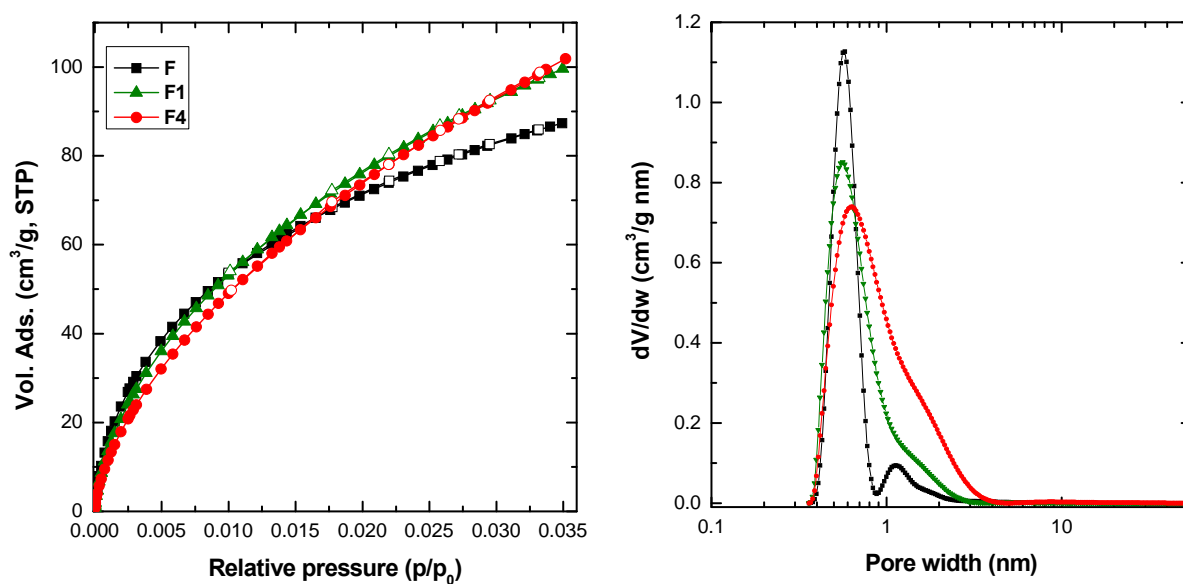 100
80
60
40
20
0
0.000 0.005 0.010 0.015 0.020 0.025 0.030 0.035
Vol. Ads. (cm³/g, STP)
Relative pressure (p/p₀)
F
F1
F4
1.2
1.0
0.8
0.6
0.4
0.2
0.0
0.1 1 10
dV/dw (cm³/g nm)
Pore width (nm)